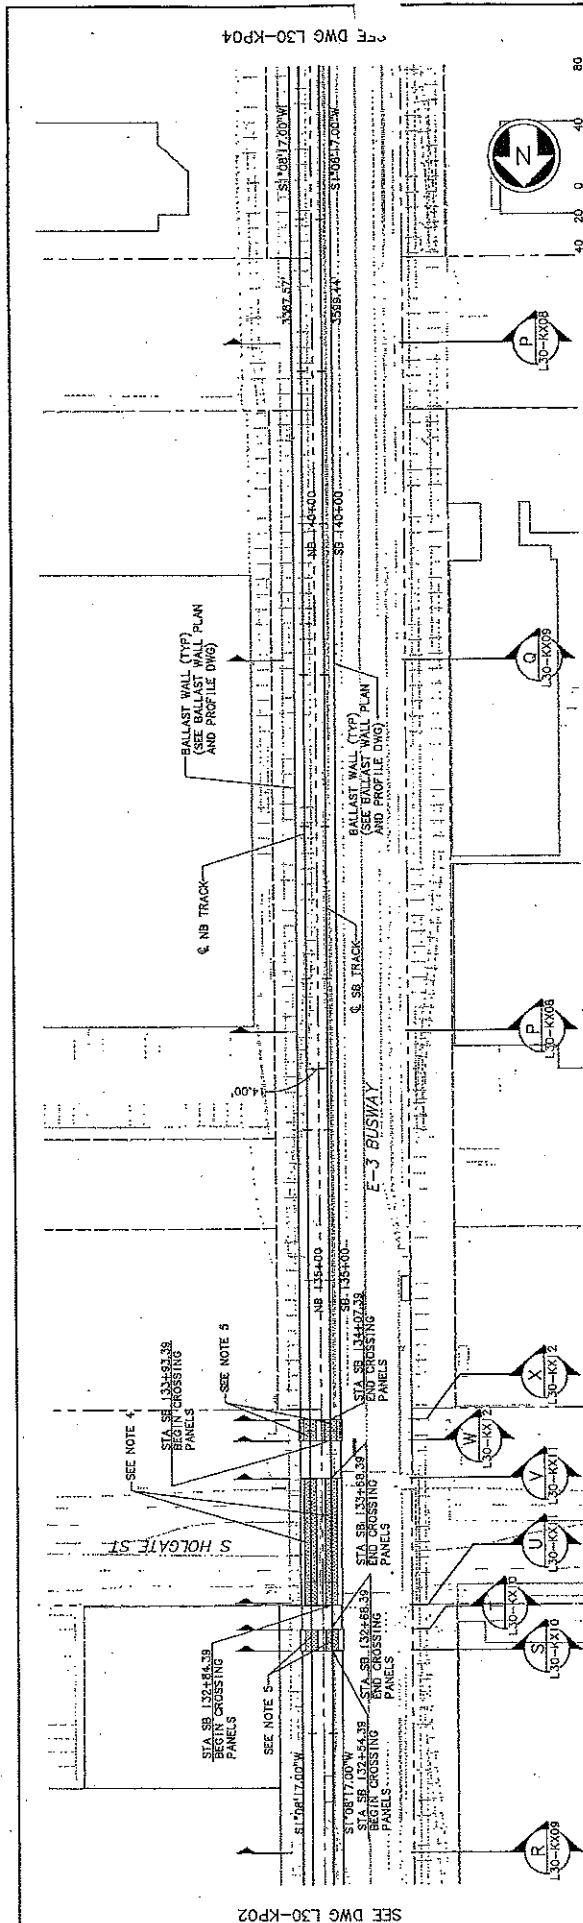 SEE DWG L30-KP02
SEE DWG L30-KP04
S HOLGATE ST
SEE NOTE 4
STA SB 133+93.39
BEGIN CROSSING
PANELS
SEE NOTE 5
STA SB 132+84.39
BEGIN CROSSING
PANELS
SEE NOTE 5
S1°08'17.00"W
S1°08'17.00"W
STA SB 132+54.39
BEGIN CROSSING
PANELS
STA SB 132+68.39
END CROSSING
PANELS
STA SB 133+68.39
END CROSSING
PANELS
STA SB 134+07.39
END CROSSING
PANELS
NB 135+00
SB 135+00
E-3 BUSWAY
14.00'
℄ NB TRACK
℄ SB TRACK
BALLAST WALL (TYP)
(SEE BALLAST WALL PLAN
AND PROFILE DWG)
BALLAST WALL (TYP)
(SEE BALLAST WALL PLAN
AND PROFILE DWG)
NB 140+00
SB 140+00
3387.57'
3599.44'
S1°08'17.00"W
S1°08'17.00"W
R
L30-KX09
S
L30-KX10
T
L30-KX10
U
L30-KX11
V
L30-KX11
W
L30-KX12
X
L30-KX12
P
L30-KX08
Q
L30-KX09
P
L30-KX08
N
40 20 0 40 80